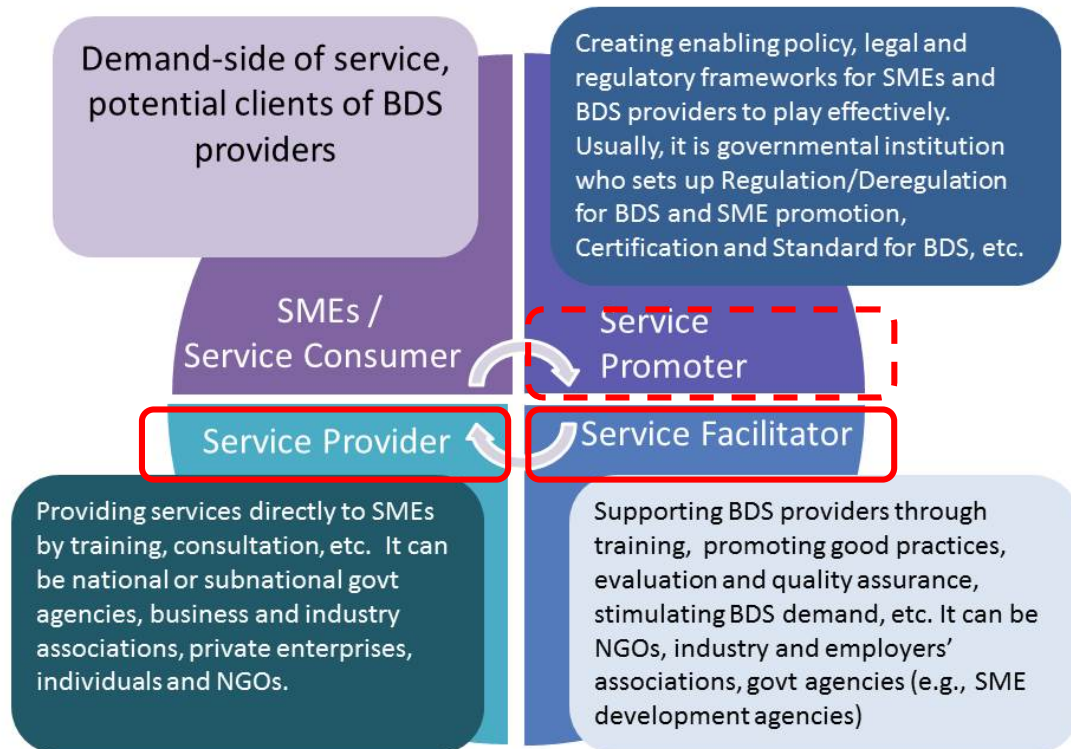 Demand-side of service,
potential clients of BDS
providers
Creating enabling policy, legal and
regulatory frameworks for SMEs and
BDS providers to play effectively.
Usually, it is governmental institution
who sets up Regulation/Deregulation
for BDS and SME promotion,
Certification and Standard for BDS, etc.
SMEs /
Service Consumer
Service
Promoter
Service Provider
Service Facilitator
Providing services directly to SMEs
by training, consultation, etc. It can
be national or subnational govt
agencies, business and industry
associations, private enterprises,
individuals and NGOs.
Supporting BDS providers through
training, promoting good practices,
evaluation and quality assurance,
stimulating BDS demand, etc. It can be
NGOs, industry and employers’
associations, govt agencies (e.g., SME
development agencies)